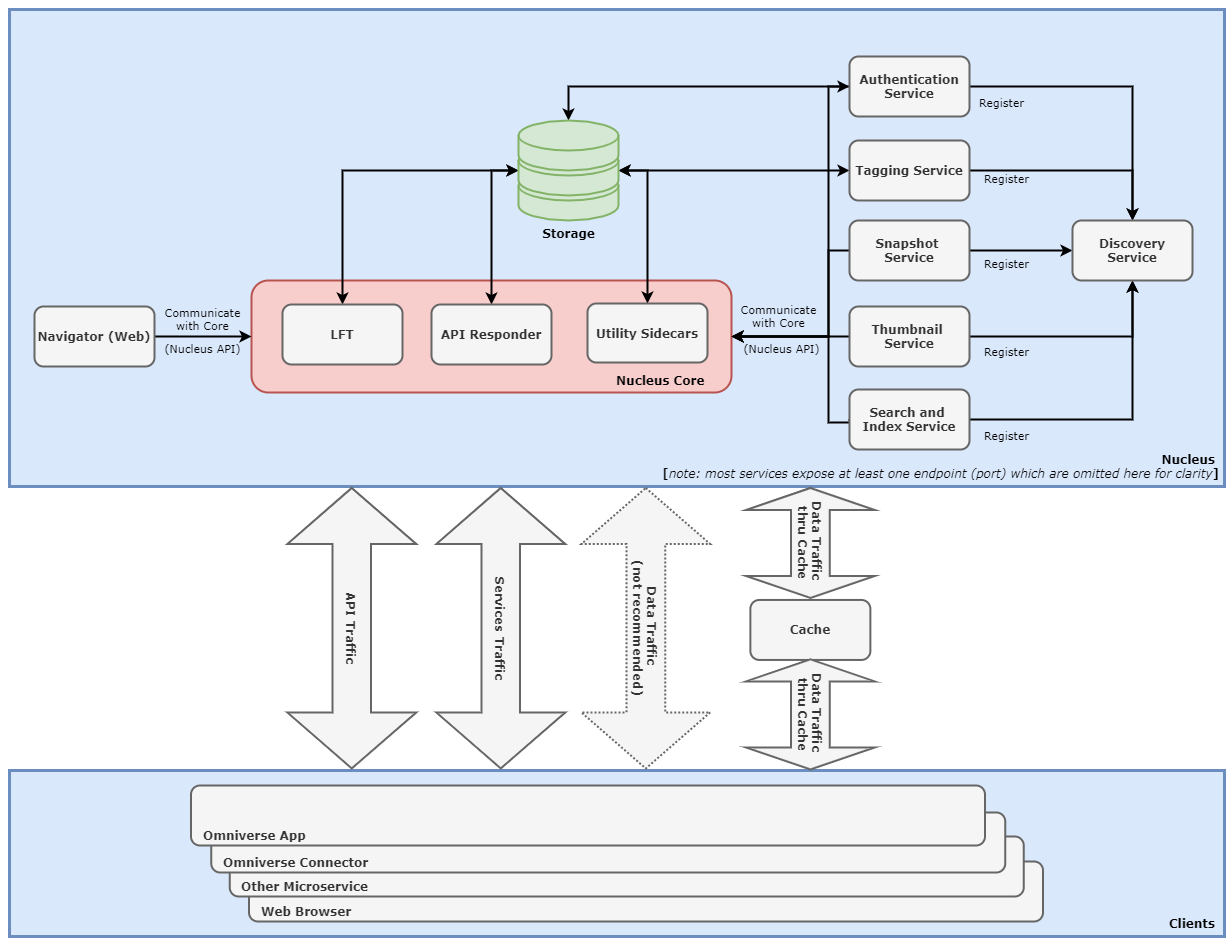 Authentication
Service
Register
Tagging Service
Register
Storage
Snapshot
Service
Register
Discovery
Service
Navigator (Web)
Communicate
with Core
(Nucleus API)
LFT
API Responder
Utility Sidecars
Nucleus Core
Communicate
with Core
(Nucleus API)
Thumbnail
Service
Register
Search and
Index Service
Register
Nucleus
[note: most services expose at least one endpoint (port) which are omitted here for clarity]
API Traffic
Services Traffic
Data Traffic
(not recommended)
Data Traffic
thru Cache
Cache
Data Traffic
thru Cache
Omniverse App
Omniverse Connector
Other Microservice
Web Browser
Clients